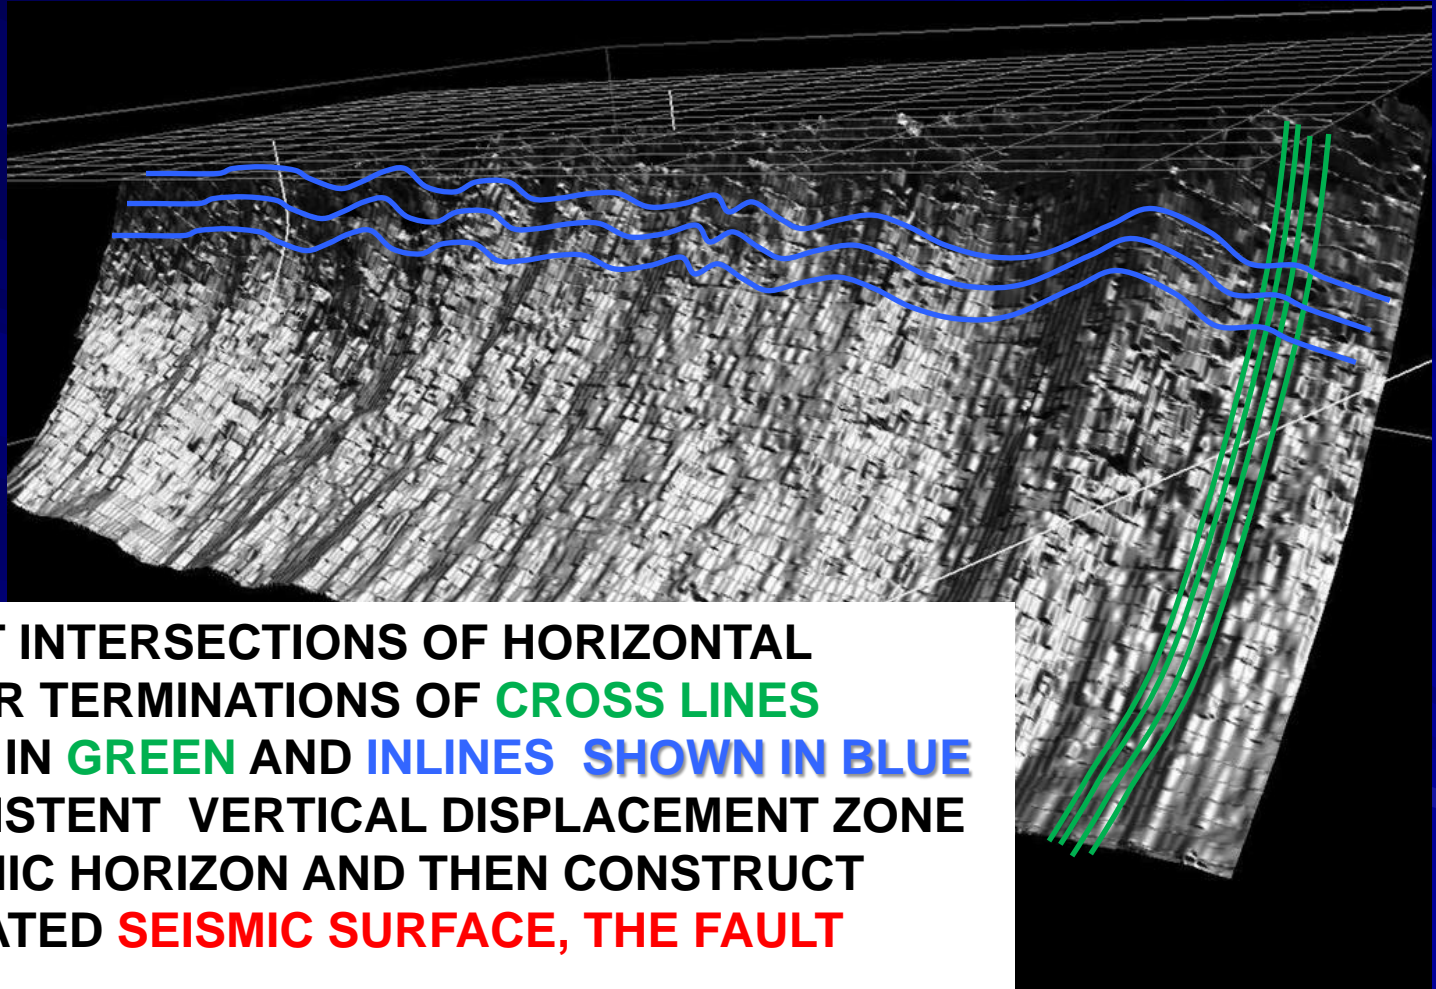 INTERSECTIONS OF HORIZONTAL
TERMINATIONS OF CROSS LINES
IN GREEN AND INLINES SHOWN IN BLUE
VERTICAL DISPLACEMENT ZONE
HORIZON AND THEN CONSTRUCT
SEISMIC SURFACE, THE FAULT